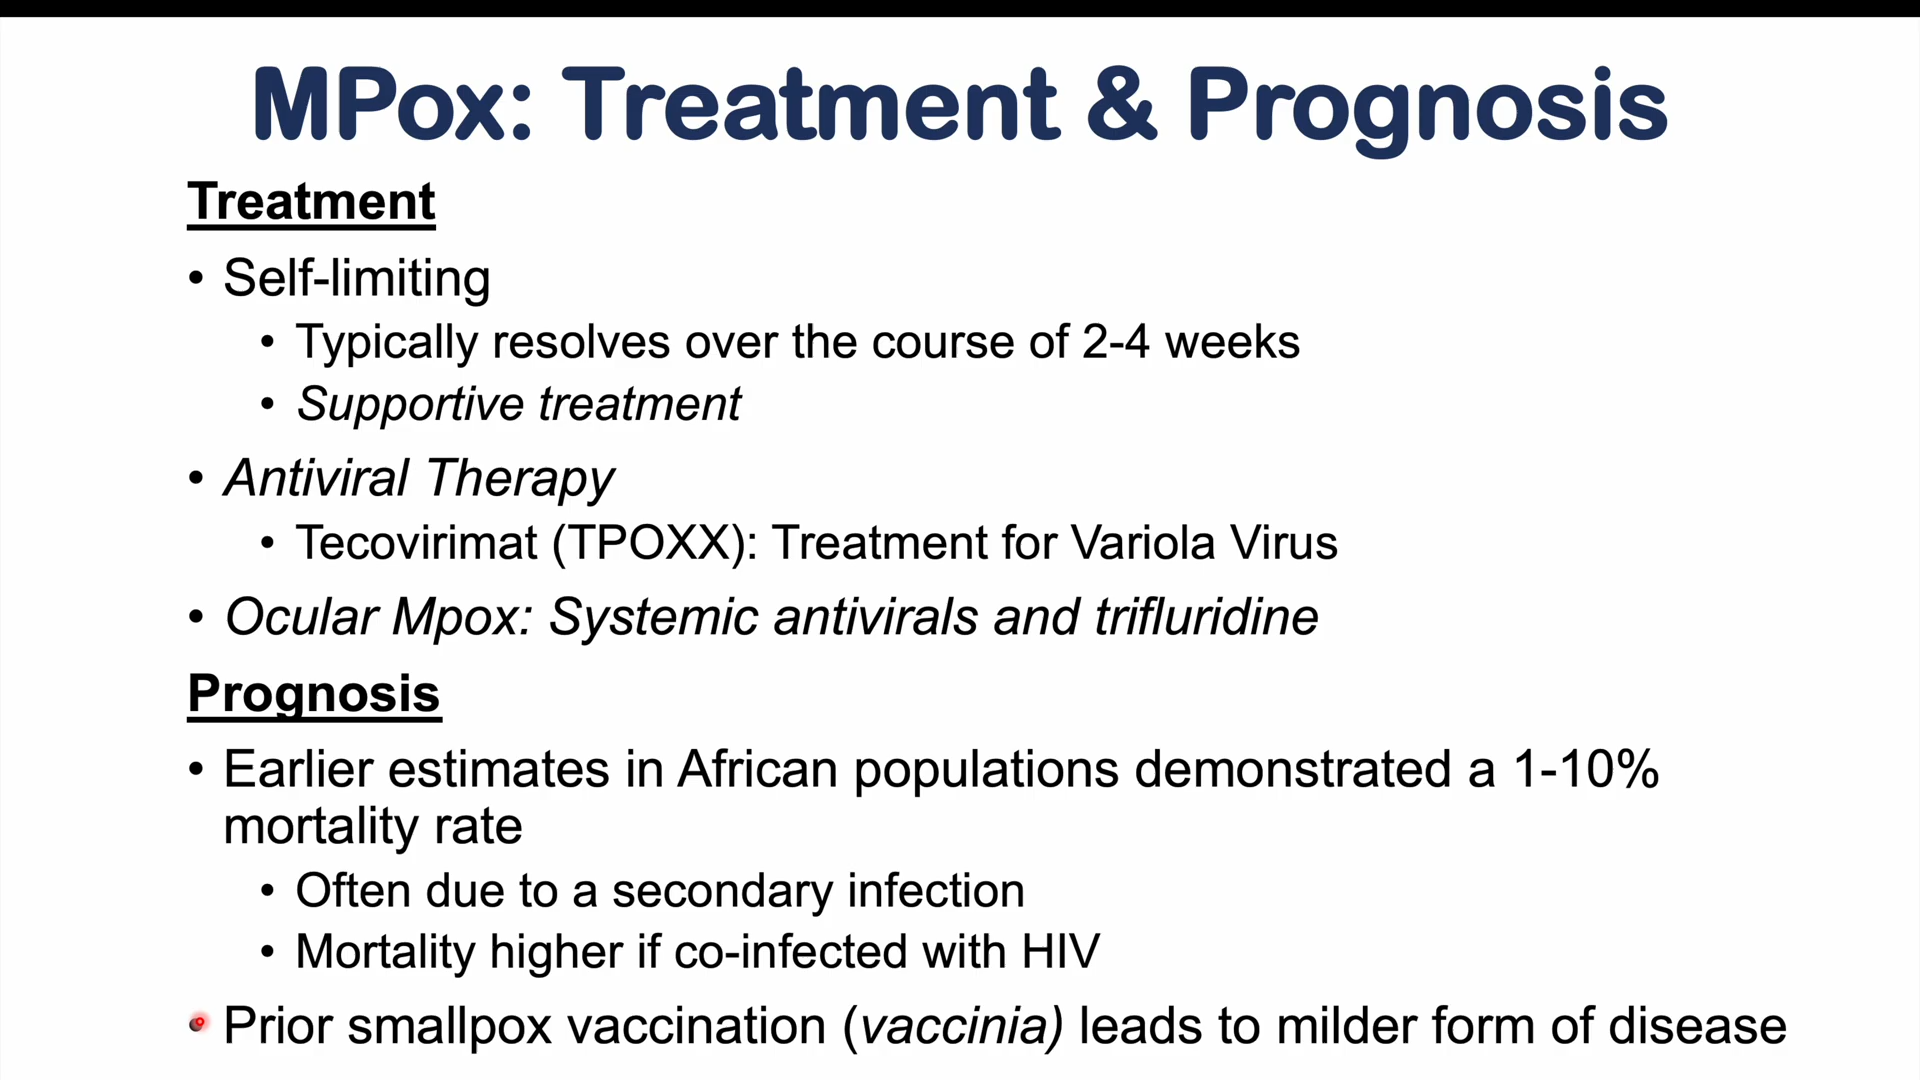 MPox: Treatment & Prognosis
Treatment
• Self-limiting
• Typically resolves over the course of 2-4 weeks
• Supportive treatment
• Antiviral Therapy
• Tecovirimat (TPOXX): Treatment for Variola Virus
• Ocular Mpox: Systemic antivirals and trifluridine
Prognosis
• Earlier estimates in African populations demonstrated a 1-10%
mortality rate
• Often due to a secondary infection
• Mortality higher if co-infected with HIV
• Prior smallpox vaccination (vaccinia) leads to milder form of disease